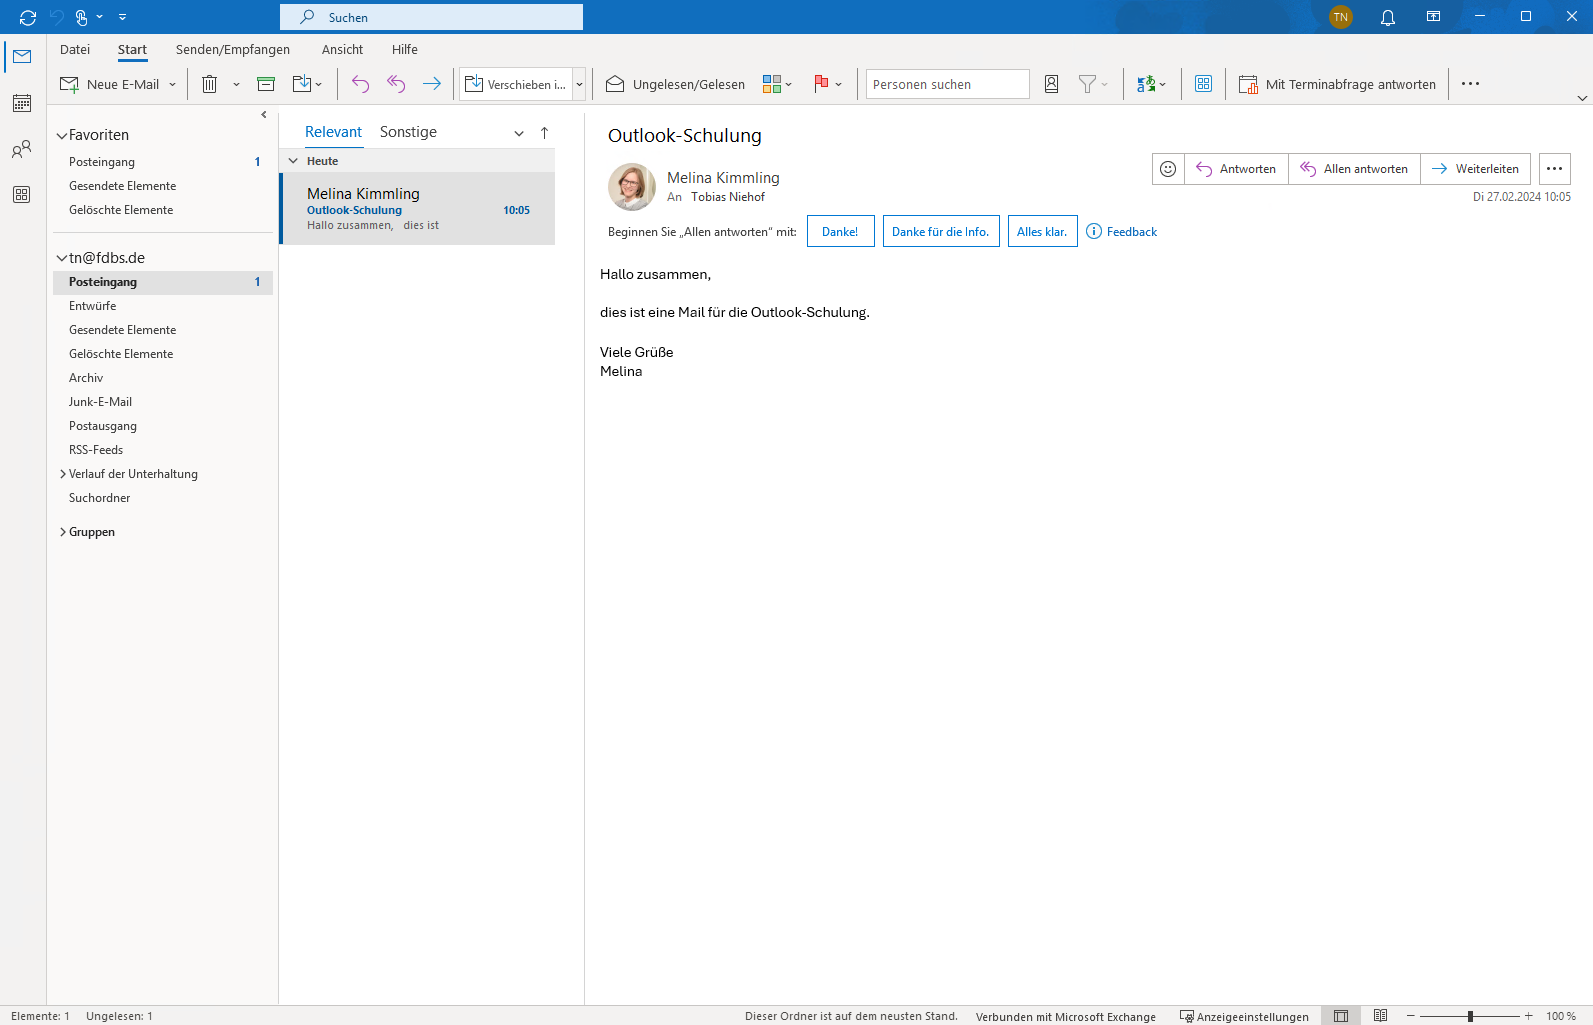 Suchen
TN
Datei Start Senden/Empfangen Ansicht Hilfe
Neue E-Mail Verschieben i... Ungelesen/Gelesen Personen suchen Mit Terminabfrage antworten
Favoriten
Posteingang 1
Gesendete Elemente
Gelöschte Elemente
tn@fdbs.de
Posteingang 1
Entwürfe
Gesendete Elemente
Gelöschte Elemente
Archiv
Junk-E-Mail
Postausgang
RSS-Feeds
Verlauf der Unterhaltung
Suchordner
Gruppen
Relevant Sonstige
Heute
Melina Kimmling
Outlook-Schulung 10:05
Hallo zusammen, dies ist
Outlook-Schulung
Melina Kimmling
An Tobias Niehof
Antworten Allen antworten Weiterleiten
Di 27.02.2024 10:05
Beginnen Sie „Allen antworten“ mit: Danke! Danke für die Info. Alles klar. Feedback
Hallo zusammen,
dies ist eine Mail für die Outlook-Schulung.
Viele Grüße
Melina
Elemente: 1 Ungelesen: 1 Dieser Ordner ist auf dem neusten Stand. Verbunden mit Microsoft Exchange Anzeigeeinstellungen 100 %